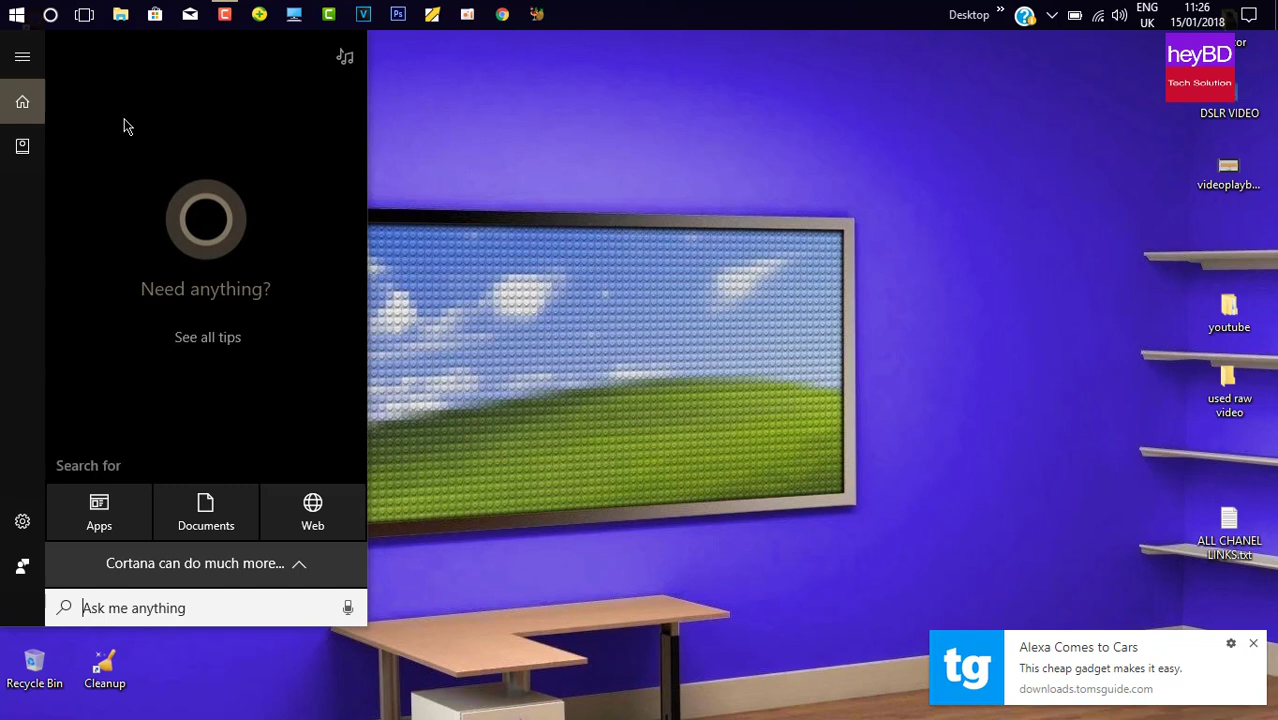 Desktop »
ENG
UK
11:26
15/01/2018
heyBD
Tech Solution
tor
DSLR VIDEO
videoplayb...
youtube
used raw
video
ALL CHANEL
LINKS.txt
Need anything?
See all tips
Search for
Apps
Documents
Web
Cortana can do much more...
Ask me anything
Recycle Bin
Cleanup
tg
Alexa Comes to Cars
This cheap gadget makes it easy.
downloads.tomsguide.com